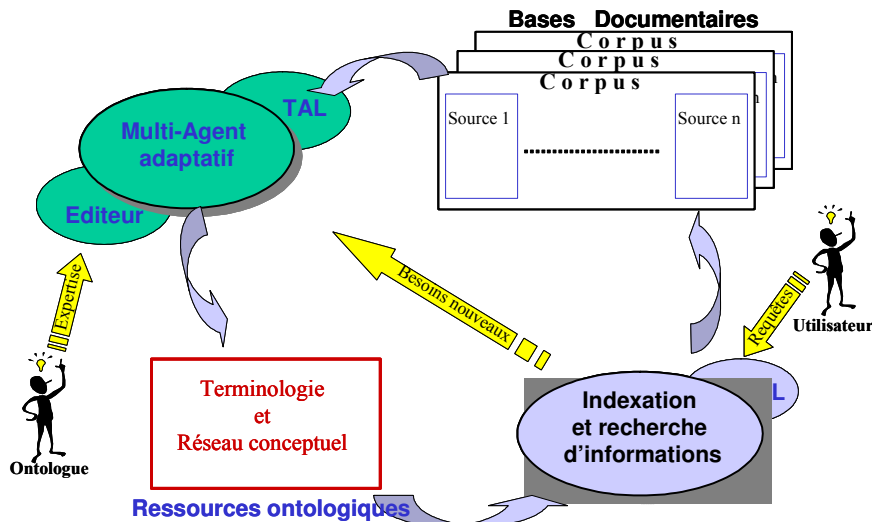 Bases Documentaires
Corpus
Corpus
Corpus
Source 1
Source n
n
TAL
Multi-Agent
adaptatif
Editeur
Expertise
Ontologue
Besoins nouveaux
Requêtes
Utilisateur
Terminologie
et
Réseau conceptuel
Ressources ontologiques
Indexation
et recherche
d'informations
L